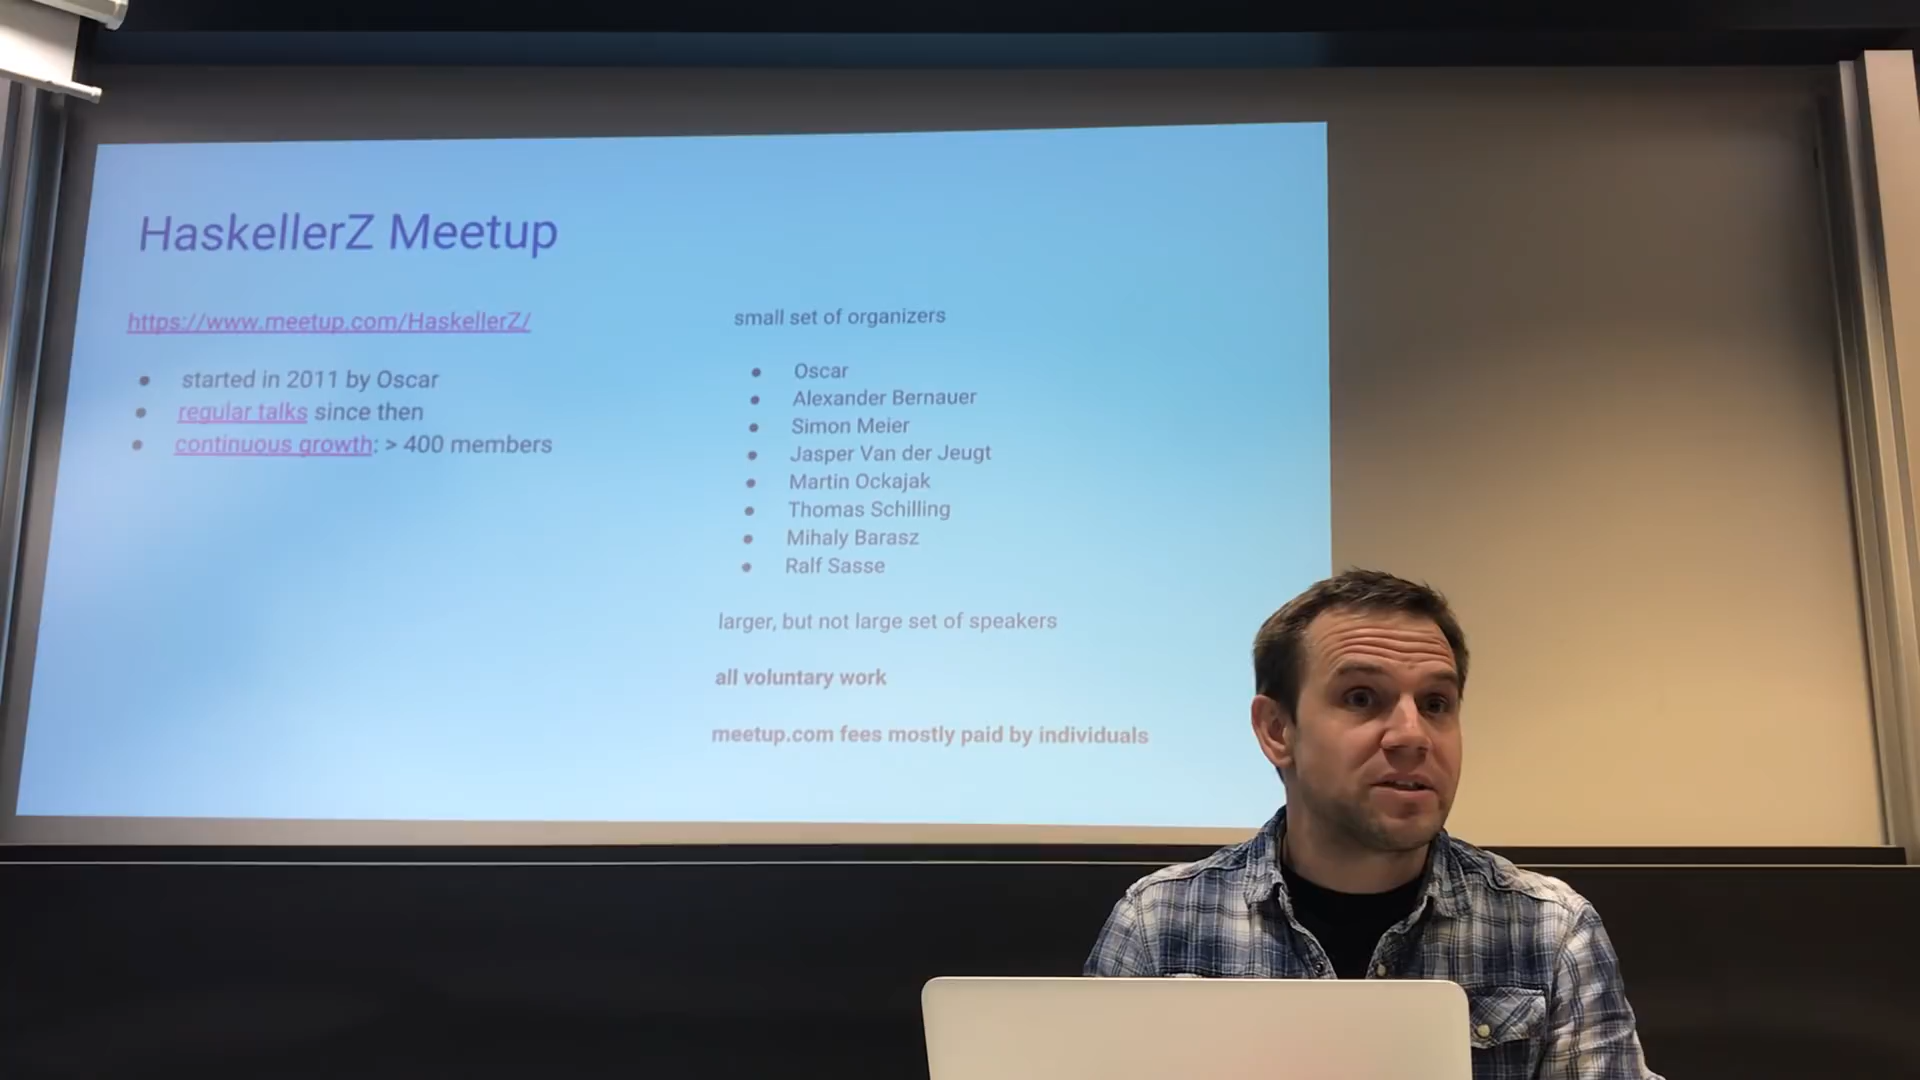 HaskellerZ Meetup
https://www.meetup.com/HaskellerZ/
started in 2011 by Oscar
regular talks since then
continuous growth: > 400 members
small set of organizers
Oscar
Alexander Bernauer
Simon Meier
Jasper Van der Jeugt
Martin Ockajak
Thomas Schilling
Mihaly Barasz
Ralf Sasse
larger, but not large set of speakers
all voluntary work
meetup.com fees mostly paid by individuals